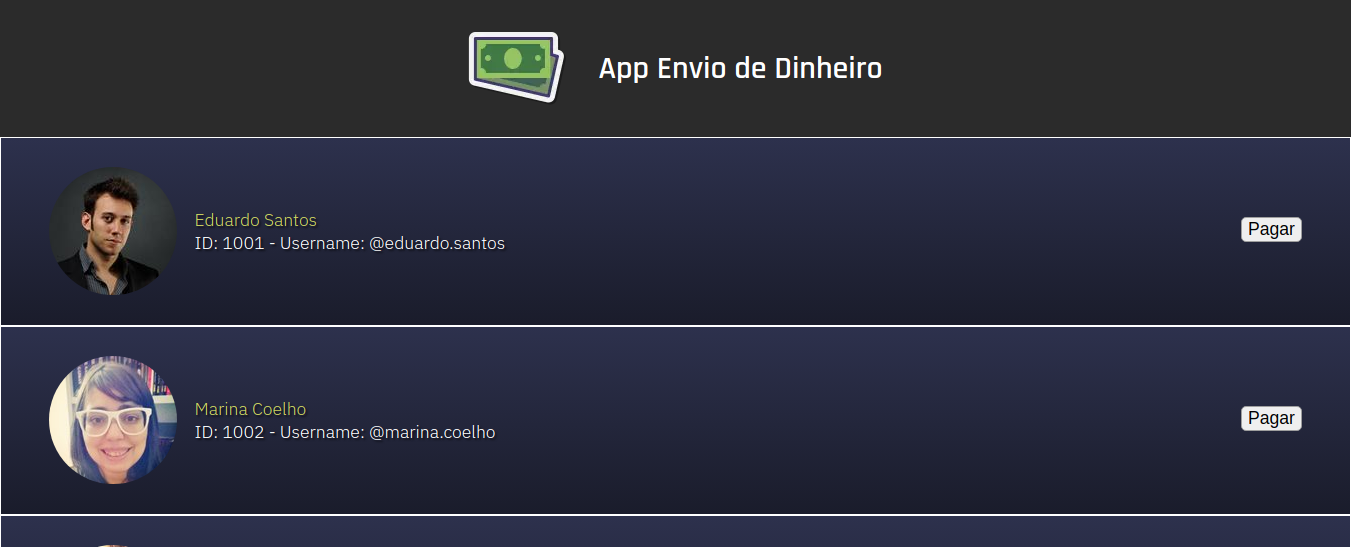 App Envio de Dinheiro
Eduardo Santos
ID: 1001 - Username: @eduardo.santos
Pagar
Marina Coelho
ID: 1002 - Username: @marina.coelho
Pagar